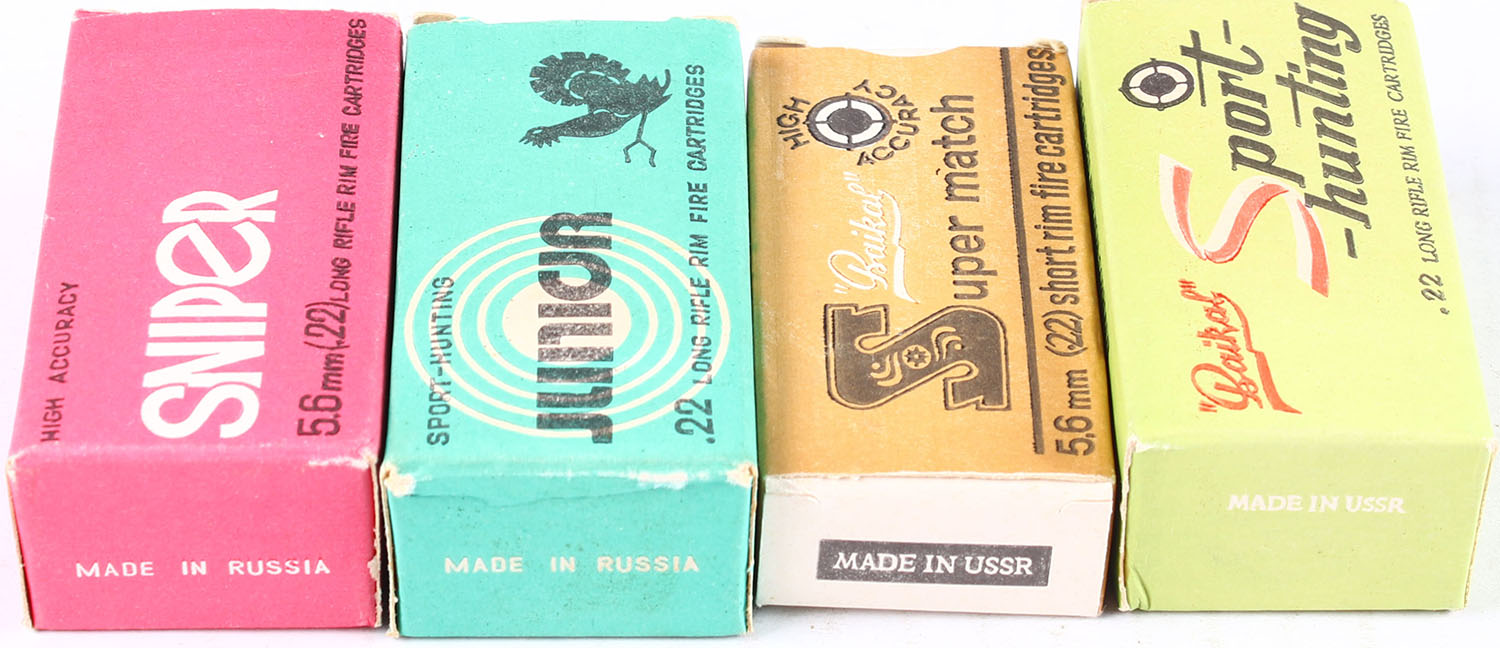 HIGH ACCURACY
SNIPER
5.6mm(.22)LONG RIFLE RIM FIRE CARTRIDGES
MADE IN RUSSIA
SPORT-HUNTING
JUNIOR
.22 LONG RIFLE RIM FIRE CARTRIDGES
MADE IN RUSSIA
HIGH ACCURACY
"Baikal"
Super match
5,6mm (22) short rim fire cartridges
MADE IN USSR
"Baikal"
Sport-
-hunting
.22 LONG RIFLE RIM FIRE CARTRIDGES
MADE IN USSR